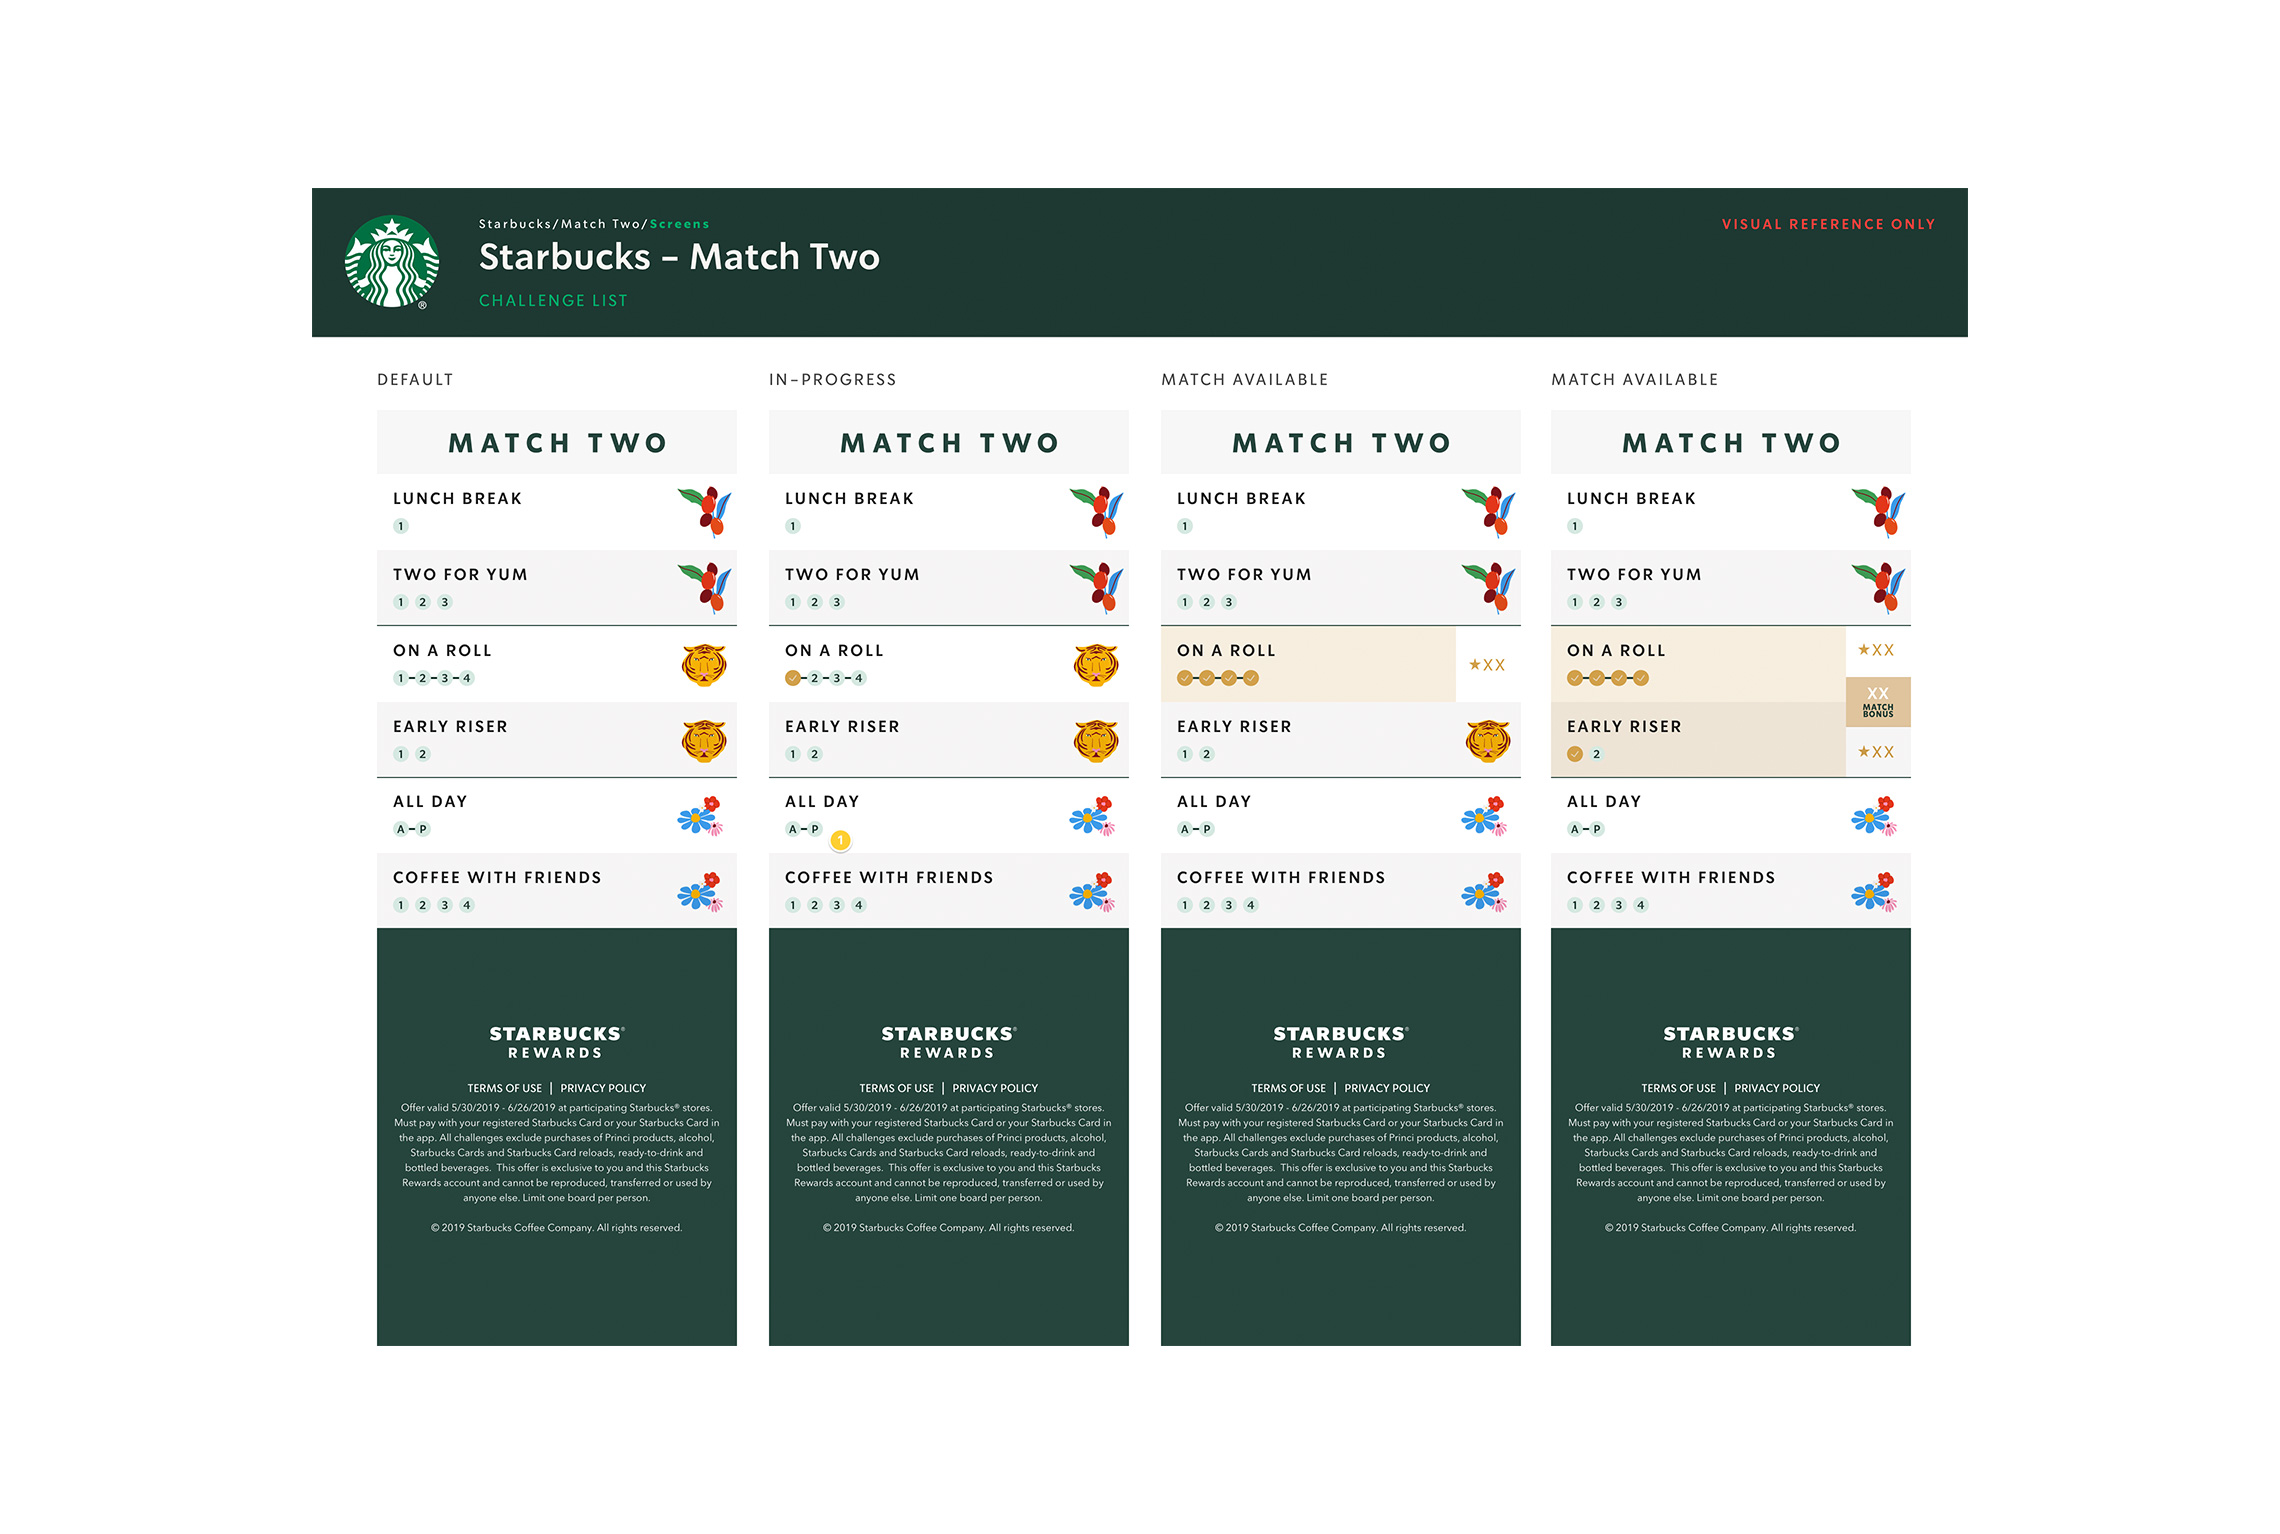 Starbucks/Match Two/Screens
VISUAL REFERENCE ONLY
Starbucks – Match Two
CHALLENGE LIST
®
DEFAULT
MATCH TWO
LUNCH BREAK
1
TWO FOR YUM
1 2 3
ON A ROLL
1–2–3–4
EARLY RISER
1 2
ALL DAY
A–P
COFFEE WITH FRIENDS
1 2 3 4
STARBUCKS®
REWARDS
TERMS OF USE | PRIVACY POLICY
Offer valid 5/30/2019 - 6/26/2019 at participating Starbucks® stores.
Must pay with your registered Starbucks Card or your Starbucks Card in
the app. All challenges exclude purchases of Princi products, alcohol,
Starbucks Cards and Starbucks Card reloads, ready-to-drink and
bottled beverages. This offer is exclusive to you and this Starbucks
Rewards account and cannot be reproduced, transferred or used by
anyone else. Limit one board per person.
© 2019 Starbucks Coffee Company. All rights reserved.
IN–PROGRESS
MATCH TWO
LUNCH BREAK
1
TWO FOR YUM
1 2 3
ON A ROLL
✓–2–3–4
EARLY RISER
1 2
ALL DAY
A–P
1
COFFEE WITH FRIENDS
1 2 3 4
STARBUCKS®
REWARDS
TERMS OF USE | PRIVACY POLICY
Offer valid 5/30/2019 - 6/26/2019 at participating Starbucks® stores.
Must pay with your registered Starbucks Card or your Starbucks Card in
the app. All challenges exclude purchases of Princi products, alcohol,
Starbucks Cards and Starbucks Card reloads, ready-to-drink and
bottled beverages. This offer is exclusive to you and this Starbucks
Rewards account and cannot be reproduced, transferred or used by
anyone else. Limit one board per person.
© 2019 Starbucks Coffee Company. All rights reserved.
MATCH AVAILABLE
MATCH TWO
LUNCH BREAK
1
TWO FOR YUM
1 2 3
ON A ROLL
✓–✓–✓–✓
★XX
EARLY RISER
1 2
ALL DAY
A–P
COFFEE WITH FRIENDS
1 2 3 4
STARBUCKS®
REWARDS
TERMS OF USE | PRIVACY POLICY
Offer valid 5/30/2019 - 6/26/2019 at participating Starbucks® stores.
Must pay with your registered Starbucks Card or your Starbucks Card in
the app. All challenges exclude purchases of Princi products, alcohol,
Starbucks Cards and Starbucks Card reloads, ready-to-drink and
bottled beverages. This offer is exclusive to you and this Starbucks
Rewards account and cannot be reproduced, transferred or used by
anyone else. Limit one board per person.
© 2019 Starbucks Coffee Company. All rights reserved.
MATCH AVAILABLE
MATCH TWO
LUNCH BREAK
1
TWO FOR YUM
1 2 3
ON A ROLL
✓–✓–✓–✓
★XX
XX
MATCH
BONUS
EARLY RISER
✓ 2
★XX
ALL DAY
A–P
COFFEE WITH FRIENDS
1 2 3 4
STARBUCKS®
REWARDS
TERMS OF USE | PRIVACY POLICY
Offer valid 5/30/2019 - 6/26/2019 at participating Starbucks® stores.
Must pay with your registered Starbucks Card or your Starbucks Card in
the app. All challenges exclude purchases of Princi products, alcohol,
Starbucks Cards and Starbucks Card reloads, ready-to-drink and
bottled beverages. This offer is exclusive to you and this Starbucks
Rewards account and cannot be reproduced, transferred or used by
anyone else. Limit one board per person.
© 2019 Starbucks Coffee Company. All rights reserved.